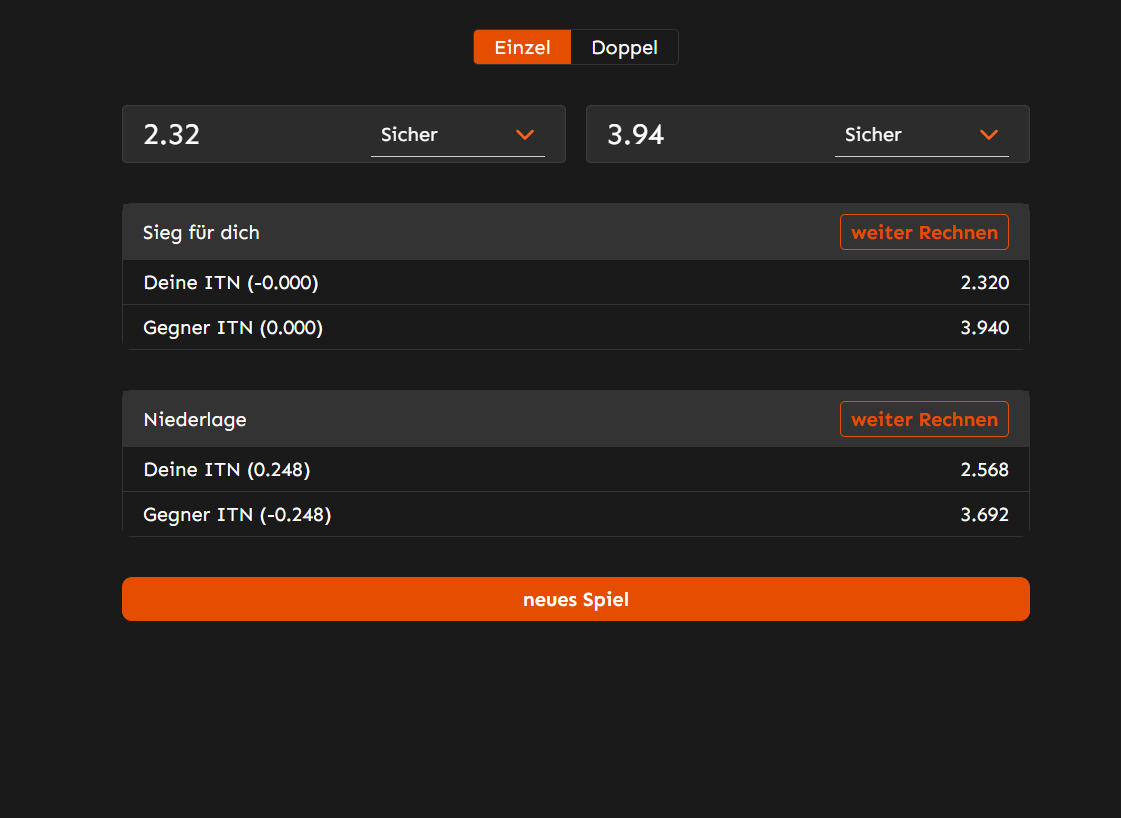 Einzel Doppel
2.32 Sicher 3.94 Sicher
Sieg für dich weiter Rechnen
Deine ITN (-0.000) 2.320
Gegner ITN (0.000) 3.940
Niederlage weiter Rechnen
Deine ITN (0.248) 2.568
Gegner ITN (-0.248) 3.692
neues Spiel